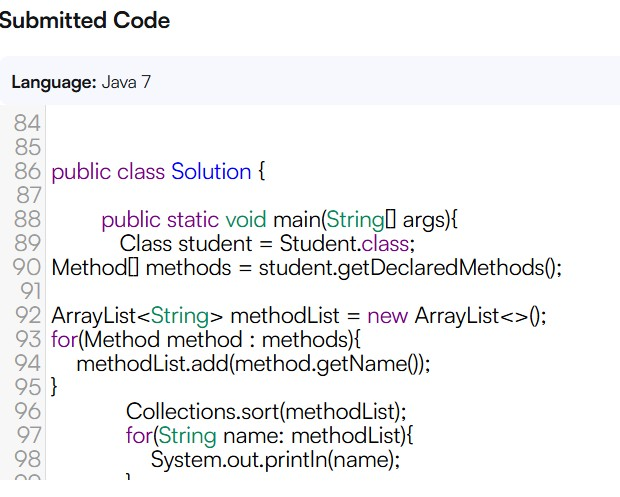 Submitted Code
Language: Java 7
84
85
86 public class Solution {
87
88 public static void main(String[] args){
89 Class student = Student.class;
90 Method[] methods = student.getDeclaredMethods();
91
92 ArrayList<String> methodList = new ArrayList<>();
93 for(Method method : methods){
94 methodList.add(method.getName());
95 }
96 Collections.sort(methodList);
97 for(String name: methodList){
98 System.out.println(name);
99 }